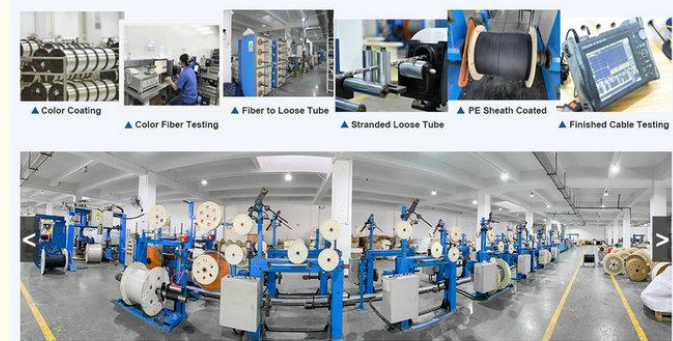 ▲ Color Coating
▲ Color Fiber Testing
▲ Fiber to Loose Tube
▲ Stranded Loose Tube
▲ PE Sheath Coated
▲ Finished Cable Testing
< >